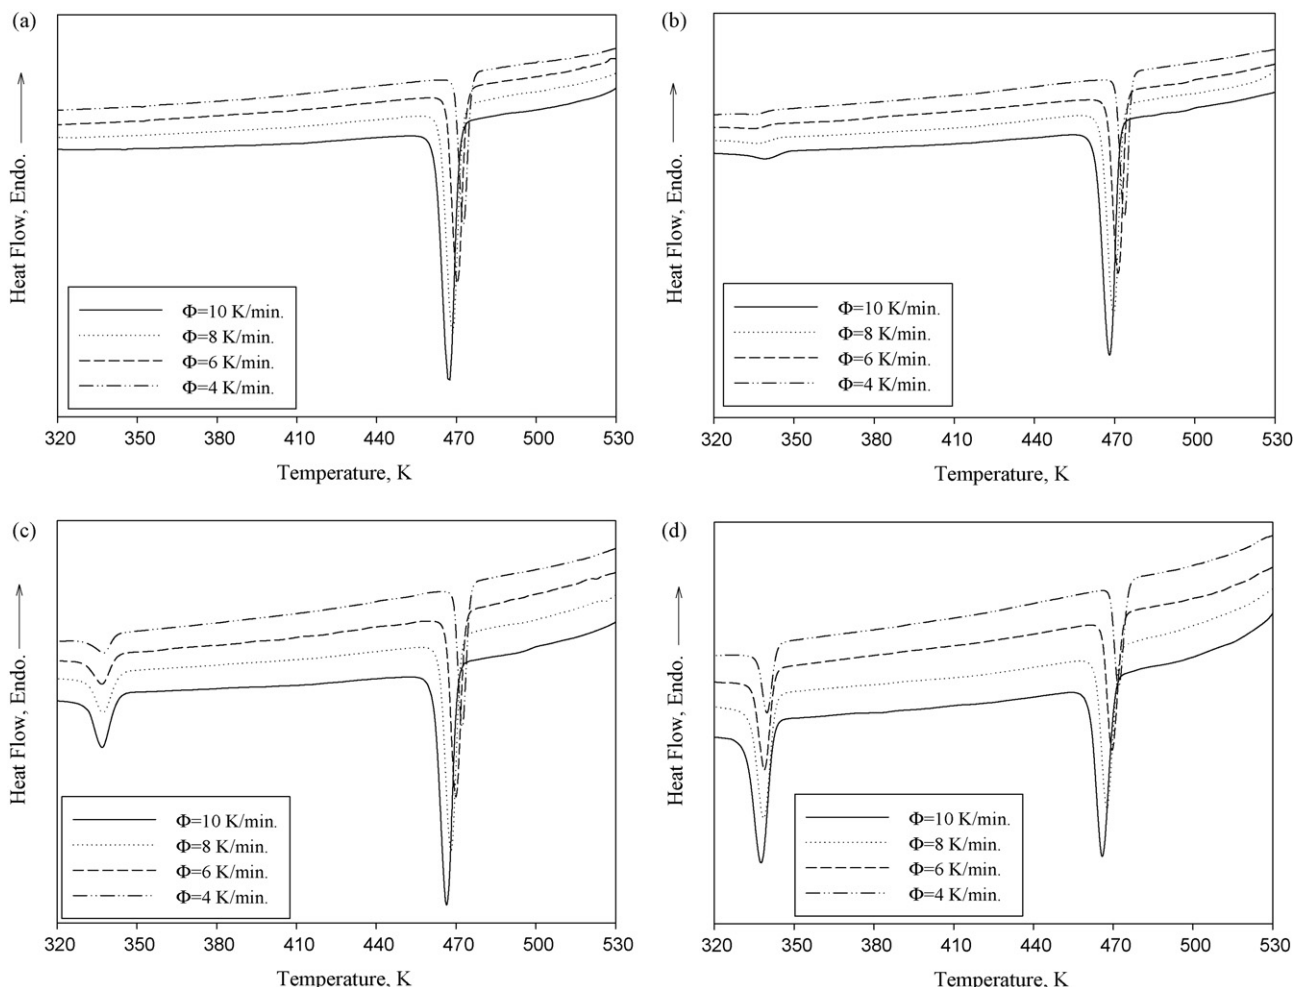 (a)
Heat Flow, Endo.
Φ=10 K/min.
Φ=8 K/min.
Φ=6 K/min.
Φ=4 K/min.
320 350 380 410 440 470 500 530
Temperature, K
(b)
Heat Flow, Endo.
Φ=10 K/min.
Φ=8 K/min.
Φ=6 K/min.
Φ=4 K/min.
320 350 380 410 440 470 500 530
Temperature, K
(c)
Heat Flow, Endo.
Φ=10 K/min.
Φ=8 K/min.
Φ=6 K/min.
Φ=4 K/min.
320 350 380 410 440 470 500 530
Temperature, K
(d)
Heat Flow, Endo.
Φ=10 K/min.
Φ=8 K/min.
Φ=6 K/min.
Φ=4 K/min.
320 350 380 410 440 470 500 530
Temperature, K